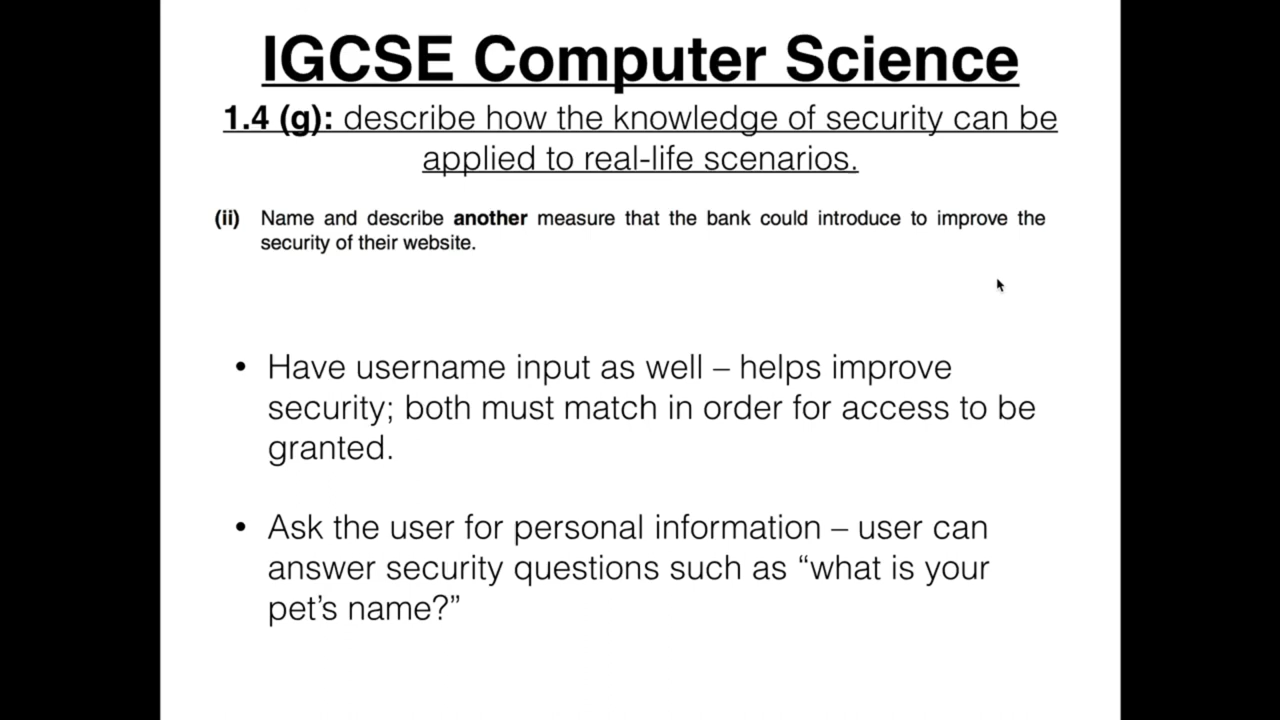 IGCSE Computer Science
1.4 (g): describe how the knowledge of security can be
applied to real-life scenarios.
(ii) Name and describe another measure that the bank could introduce to improve the
security of their website.
• Have username input as well – helps improve
security; both must match in order for access to be
granted.
• Ask the user for personal information – user can
answer security questions such as “what is your
pet’s name?”